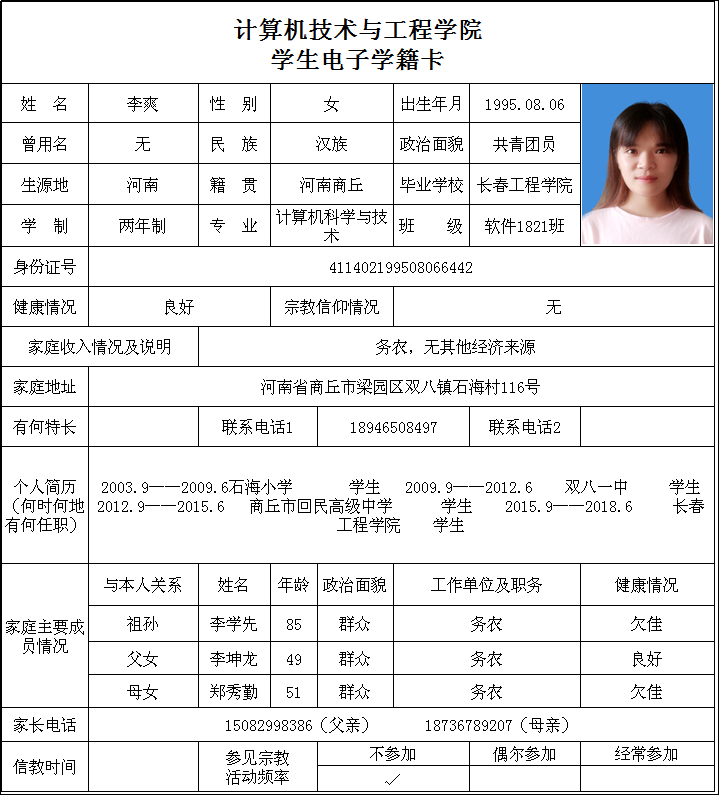 计算机技术与工程学院
学生电子学籍卡
姓 名 李爽 性 别 女 出生年月 1995.08.06
曾用名 无 民 族 汉族 政治面貌 共青团员
生源地 河南 籍 贯 河南商丘 毕业学校 长春工程学院
学 制 两年制 专 业 计算机科学与技术 班 级 软件1821班
身份证号 411402199508066442
健康情况 良好 宗教信仰情况 无
家庭收入情况及说明 务农，无其他经济来源
家庭地址 河南省商丘市梁园区双八镇石海村116号
有何特长 联系电话1 18946508497 联系电话2
个人简历
（何时何地
有何任职）
2003.9——2009.6石海小学 学生 2009.9——2012.6 双八一中 学生
2012.9——2015.6 商丘市回民高级中学 学生 2015.9——2018.6 长春
工程学院 学生
家庭主要成
员情况
与本人关系 姓名 年龄 政治面貌 工作单位及职务 健康情况
祖孙 李学先 85 群众 务农 欠佳
父女 李坤龙 49 群众 务农 良好
母女 郑秀勤 51 群众 务农 欠佳
家长电话 15082998386（父亲） 18736789207（母亲）
信教时间 参见宗教
活动频率
不参加 偶尔参加 经常参加
✓